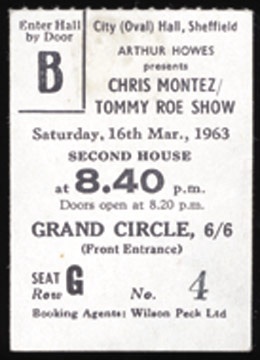 Enter Hall
by Door
B
City (Oval) Hall, Sheffield
ARTHUR HOWES
presents
CHRIS MONTEZ/
TOMMY ROE SHOW
Saturday, 16th Mar., 1963
SECOND HOUSE
at 8.40 p.m.
Doors open at 8.20 p.m.
GRAND CIRCLE, 6/6
(Front Entrance)
SEAT
Row G No. 4
Booking Agents: Wilson Peck Ltd